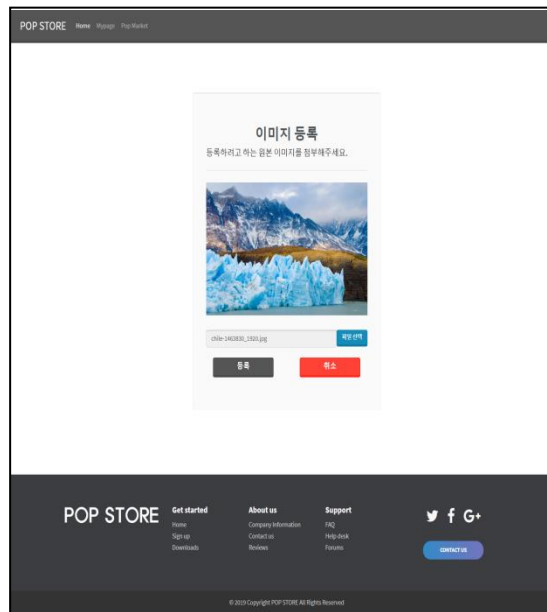 POP STORE Home Mypage Pop Market
이미지 등록
등록하려고 하는 원본 이미지를 첨부해주세요.
chile-1463830_1920.jpg 파일 선택
등록 취소
POP STORE
Get started
Home
Sign up
Downloads
About us
Company Information
Contact us
Reviews
Support
FAQ
Help desk
Forums
G+
CONTACT US
© 2019 Copyright POP STORE All Rights Reserved